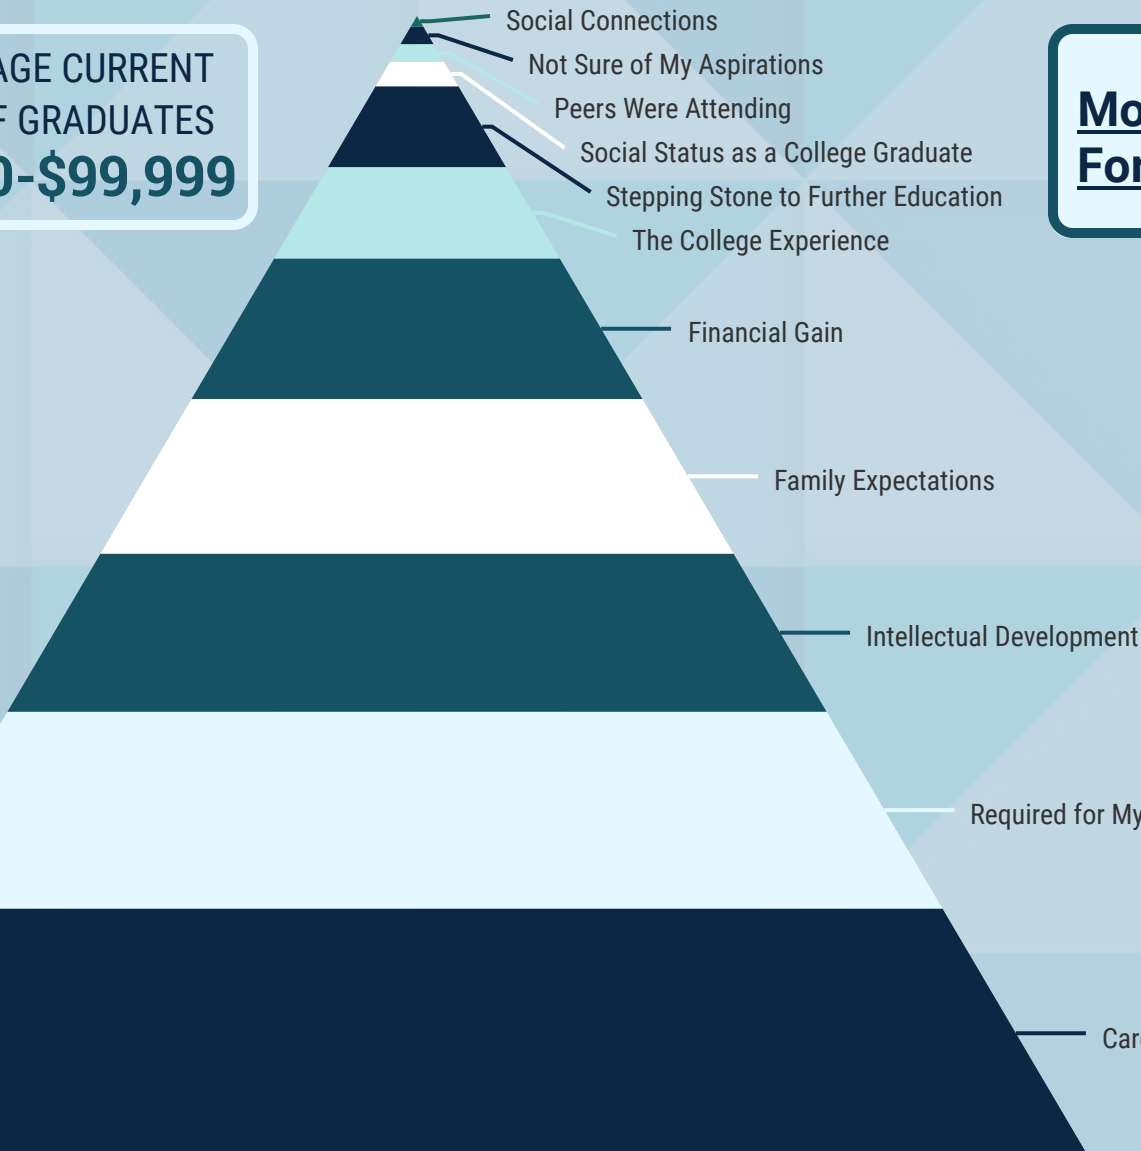 AGE CURRENT
F GRADUATES
0-$99,999
Social Connections
Not Sure of My Aspirations
Peers Were Attending
Social Status as a College Graduate
Stepping Stone to Further Education
The College Experience
Mo
For
Financial Gain
Family Expectations
Intellectual Development
Required for My
Car